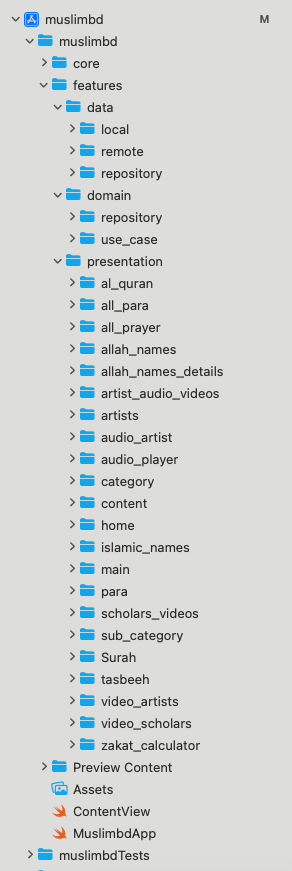 muslimbd M
muslimbd
core
features
data
local
remote
repository
domain
repository
use_case
presentation
al_quran
all_para
all_prayer
allah_names
allah_names_details
artist_audio_videos
artists
audio_artist
audio_player
category
content
home
islamic_names
main
para
scholars_videos
sub_category
Surah
tasbeeh
video_artists
video_scholars
zakat_calculator
Preview Content
Assets
ContentView
MuslimbdApp
muslimbdTests